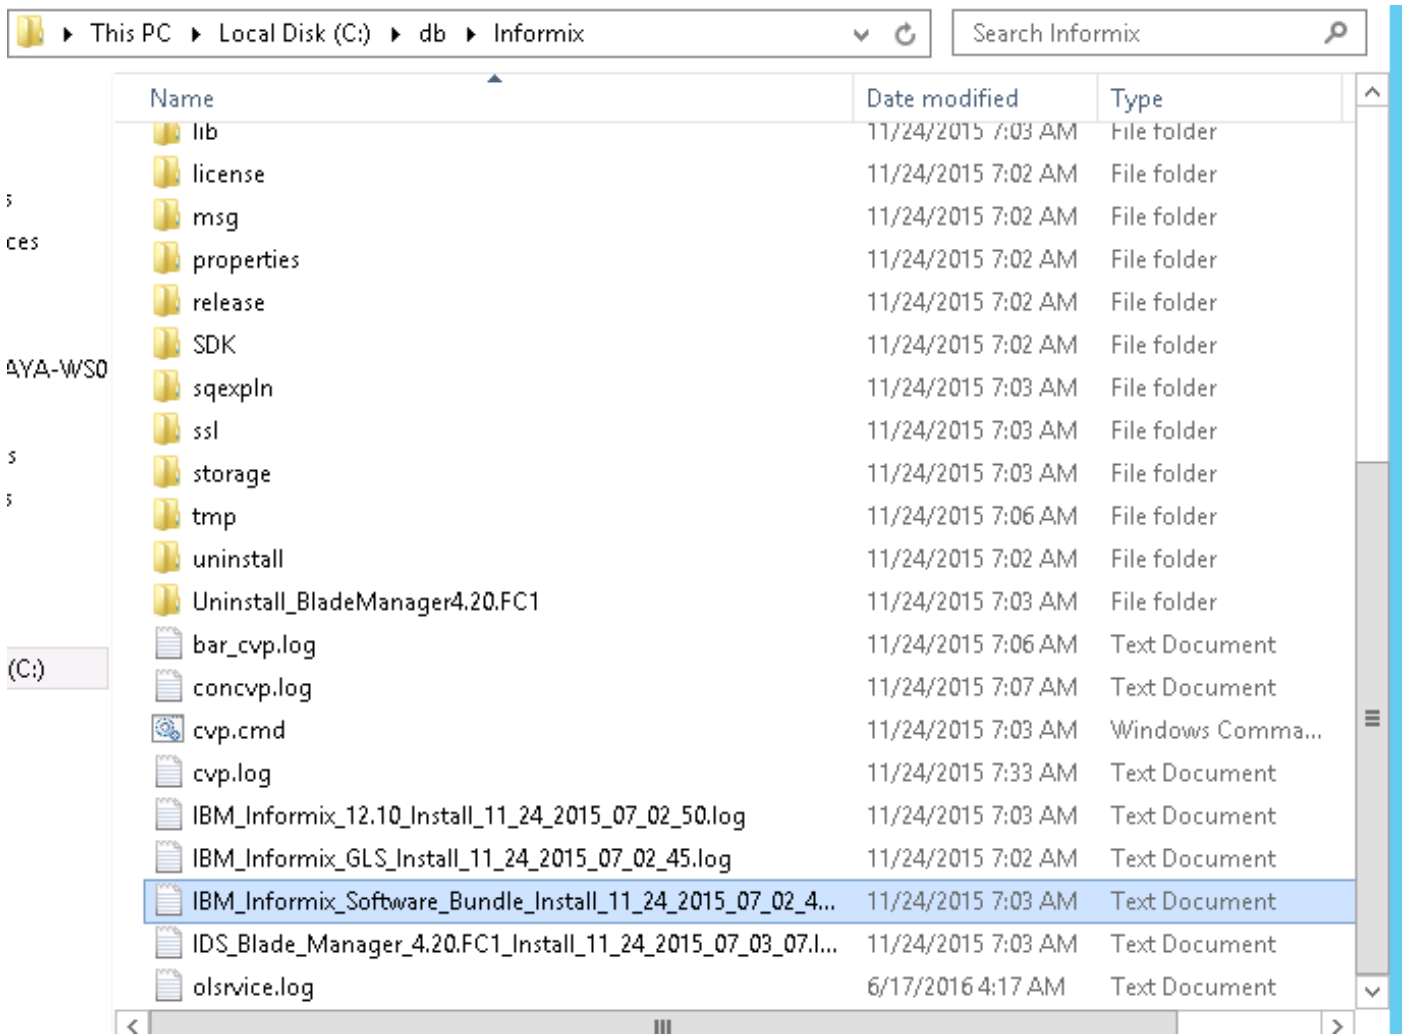 This PC Local Disk (C:) db Informix Search Informix
Name Date modified Type
lib 11/24/2015 7:03 AM File folder
license 11/24/2015 7:02 AM File folder
s
msg 11/24/2015 7:02 AM File folder
ces
properties 11/24/2015 7:02 AM File folder
release 11/24/2015 7:02 AM File folder
SDK 11/24/2015 7:02 AM File folder
AYA-WS0
sqexpln 11/24/2015 7:03 AM File folder
ssl 11/24/2015 7:03 AM File folder
s
storage 11/24/2015 7:03 AM File folder
s
tmp 11/24/2015 7:06 AM File folder
uninstall 11/24/2015 7:02 AM File folder
Uninstall_BladeManager4.20.FC1 11/24/2015 7:03 AM File folder
bar_cvp.log 11/24/2015 7:06 AM Text Document
(C:)
concvp.log 11/24/2015 7:07 AM Text Document
cvp.cmd 11/24/2015 7:03 AM Windows Comma...
cvp.log 11/24/2015 7:33 AM Text Document
IBM_Informix_12.10_Install_11_24_2015_07_02_50.log 11/24/2015 7:03 AM Text Document
IBM_Informix_GLS_Install_11_24_2015_07_02_45.log 11/24/2015 7:02 AM Text Document
IBM_Informix_Software_Bundle_Install_11_24_2015_07_02_4... 11/24/2015 7:03 AM Text Document
IDS_Blade_Manager_4.20.FC1_Install_11_24_2015_07_03_07.l... 11/24/2015 7:03 AM Text Document
olsrvice.log 6/17/2016 4:17 AM Text Document